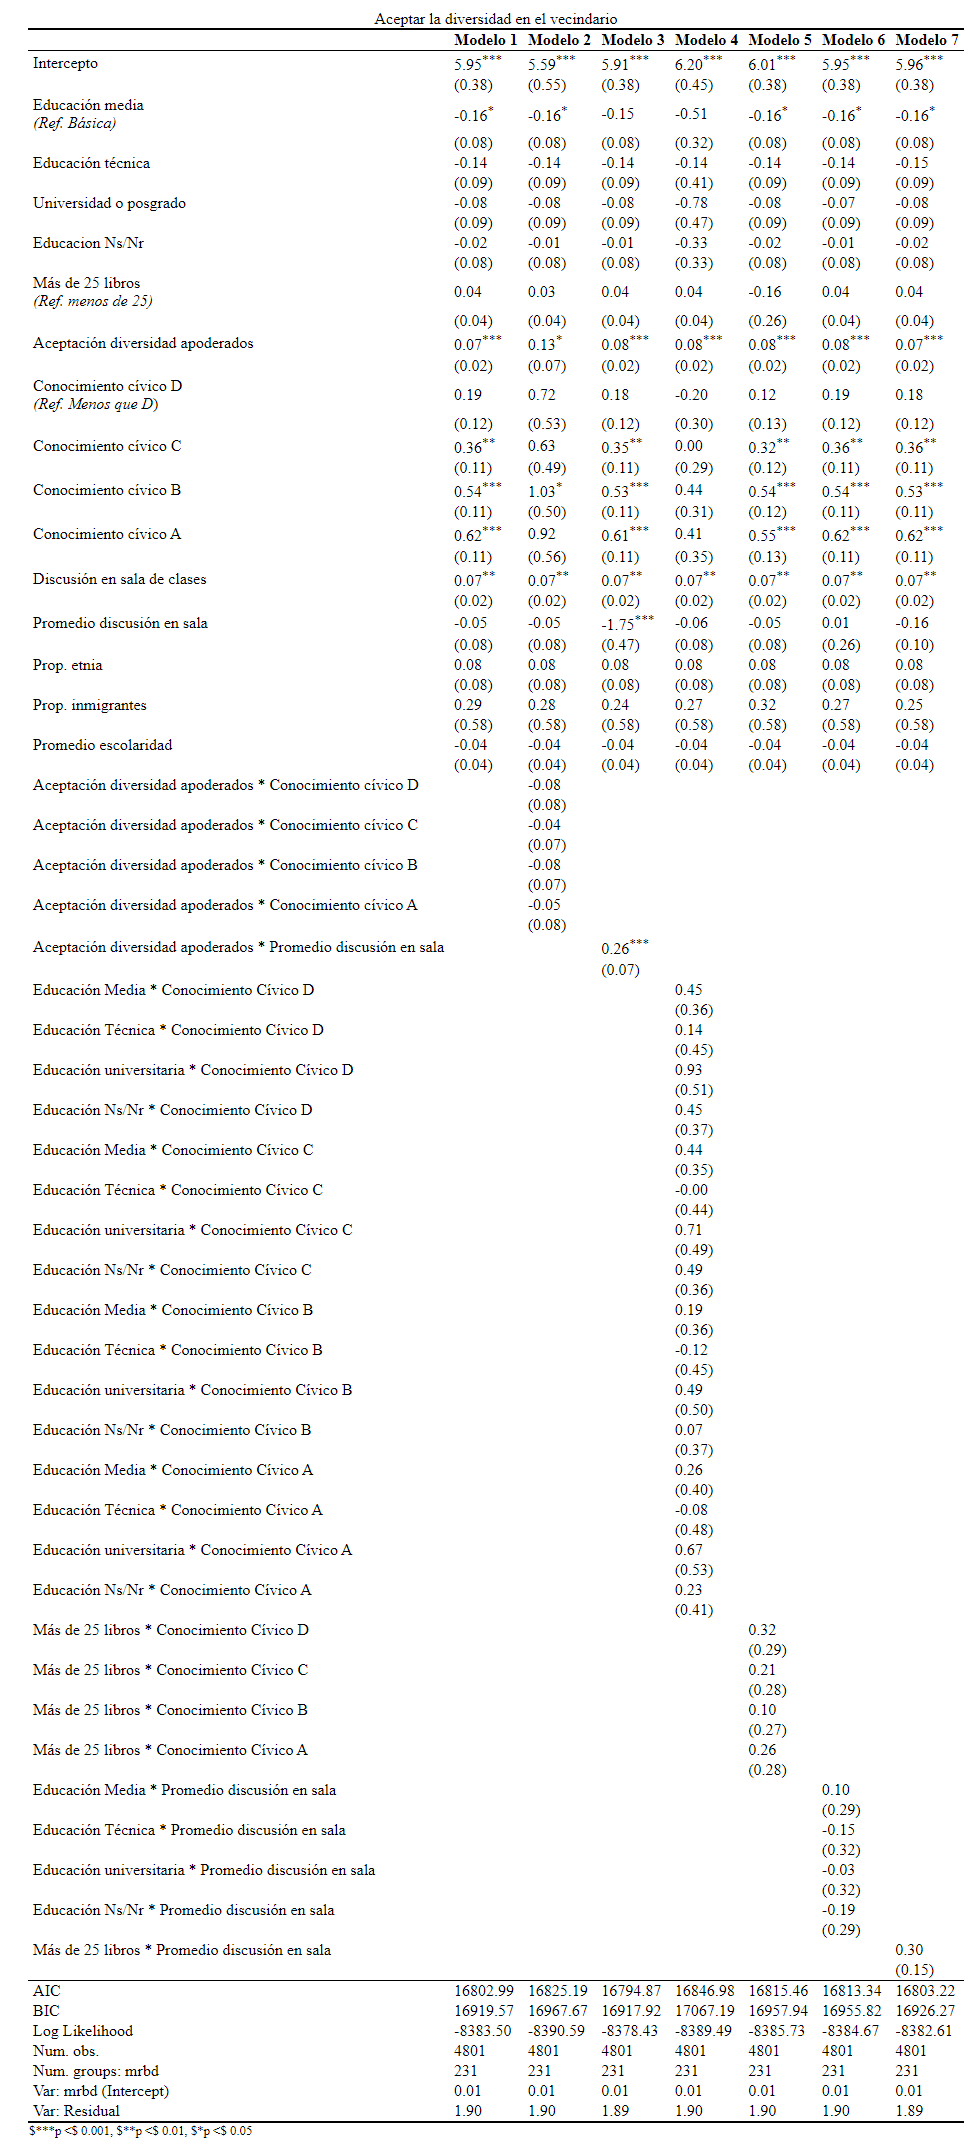 Aceptar la diversidad en el vecindario
Modelo 1 Modelo 2 Modelo 3 Modelo 4 Modelo 5 Modelo 6 Modelo 7
Intercepto 5.95*** 5.59*** 5.91*** 6.20*** 6.01*** 5.95*** 5.96***
(0.38) (0.55) (0.38) (0.45) (0.38) (0.38) (0.38)
Educación media
(Ref. Básica) -0.16* -0.16* -0.15 -0.51 -0.16* -0.16* -0.16*
(0.08) (0.08) (0.08) (0.32) (0.08) (0.08) (0.08)
Educación técnica -0.14 -0.14 -0.14 -0.14 -0.14 -0.14 -0.15
(0.09) (0.09) (0.09) (0.41) (0.09) (0.09) (0.09)
Universidad o posgrado -0.08 -0.08 -0.08 -0.78 -0.08 -0.07 -0.08
(0.09) (0.09) (0.09) (0.47) (0.09) (0.09) (0.09)
Educacion Ns/Nr -0.02 -0.01 -0.01 -0.33 -0.02 -0.01 -0.02
(0.08) (0.08) (0.08) (0.33) (0.08) (0.08) (0.08)
Más de 25 libros
(Ref. menos de 25) 0.04 0.03 0.04 0.04 -0.16 0.04 0.04
(0.04) (0.04) (0.04) (0.04) (0.26) (0.04) (0.04)
Aceptación diversidad apoderados 0.07*** 0.13* 0.08*** 0.08*** 0.08*** 0.08*** 0.07***
(0.02) (0.07) (0.02) (0.02) (0.02) (0.02) (0.02)
Conocimiento cívico D
(Ref. Menos que D) 0.19 0.72 0.18 -0.20 0.12 0.19 0.18
(0.12) (0.53) (0.12) (0.30) (0.13) (0.12) (0.12)
Conocimiento cívico C 0.36** 0.63 0.35** 0.00 0.32** 0.36** 0.36**
(0.11) (0.49) (0.11) (0.29) (0.12) (0.11) (0.11)
Conocimiento cívico B 0.54*** 1.03* 0.53*** 0.44 0.54*** 0.54*** 0.53***
(0.11) (0.50) (0.11) (0.31) (0.12) (0.11) (0.11)
Conocimiento cívico A 0.62*** 0.92 0.61*** 0.41 0.55*** 0.62*** 0.62***
(0.11) (0.56) (0.11) (0.35) (0.13) (0.11) (0.11)
Discusión en sala de clases 0.07** 0.07** 0.07** 0.07** 0.07** 0.07** 0.07**
(0.02) (0.02) (0.02) (0.02) (0.02) (0.02) (0.02)
Promedio discusión en sala -0.05 -0.05 -1.75*** -0.06 -0.05 0.01 -0.16
(0.08) (0.08) (0.47) (0.08) (0.08) (0.26) (0.10)
Prop. etnia 0.08 0.08 0.08 0.08 0.08 0.08 0.08
(0.08) (0.08) (0.08) (0.08) (0.08) (0.08) (0.08)
Prop. inmigrantes 0.29 0.28 0.24 0.27 0.32 0.27 0.25
(0.58) (0.58) (0.58) (0.58) (0.58) (0.58) (0.58)
Promedio escolaridad -0.04 -0.04 -0.04 -0.04 -0.04 -0.04 -0.04
(0.04) (0.04) (0.04) (0.04) (0.04) (0.04) (0.04)
Aceptación diversidad apoderados * Conocimiento cívico D -0.08
(0.08)
Aceptación diversidad apoderados * Conocimiento cívico C -0.04
(0.07)
Aceptación diversidad apoderados * Conocimiento cívico B -0.08
(0.07)
Aceptación diversidad apoderados * Conocimiento cívico A -0.05
(0.08)
Aceptación diversidad apoderados * Promedio discusión en sala 0.26***
(0.07)
Educación Media * Conocimiento Cívico D 0.45
(0.36)
Educación Técnica * Conocimiento Cívico D 0.14
(0.45)
Educación universitaria * Conocimiento Cívico D 0.93
(0.51)
Educación Ns/Nr * Conocimiento Cívico D 0.45
(0.37)
Educación Media * Conocimiento Cívico C 0.44
(0.35)
Educación Técnica * Conocimiento Cívico C -0.00
(0.44)
Educación universitaria * Conocimiento Cívico C 0.71
(0.49)
Educación Ns/Nr * Conocimiento Cívico C 0.49
(0.36)
Educación Media * Conocimiento Cívico B 0.19
(0.36)
Educación Técnica * Conocimiento Cívico B -0.12
(0.45)
Educación universitaria * Conocimiento Cívico B 0.49
(0.50)
Educación Ns/Nr * Conocimiento Cívico B 0.07
(0.37)
Educación Media * Conocimiento Cívico A 0.26
(0.40)
Educación Técnica * Conocimiento Cívico A -0.08
(0.48)
Educación universitaria * Conocimiento Cívico A 0.67
(0.53)
Educación Ns/Nr * Conocimiento Cívico A 0.23
(0.41)
Más de 25 libros * Conocimiento Cívico D 0.32
(0.29)
Más de 25 libros * Conocimiento Cívico C 0.21
(0.28)
Más de 25 libros * Conocimiento Cívico B 0.10
(0.27)
Más de 25 libros * Conocimiento Cívico A 0.26
(0.28)
Educación Media * Promedio discusión en sala 0.10
(0.29)
Educación Técnica * Promedio discusión en sala -0.15
(0.32)
Educación universitaria * Promedio discusión en sala -0.03
(0.32)
Educación Ns/Nr * Promedio discusión en sala -0.19
(0.29)
Más de 25 libros * Promedio discusión en sala 0.30
(0.15)
AIC 16802.99 16825.19 16794.87 16846.98 16815.46 16813.34 16803.22
BIC 16919.57 16967.67 16917.92 17067.19 16957.94 16955.82 16926.27
Log Likelihood -8383.50 -8390.59 -8378.43 -8389.49 -8385.73 -8384.67 -8382.61
Num. obs. 4801 4801 4801 4801 4801 4801 4801
Num. groups: mrbd 231 231 231 231 231 231 231
Var: mrbd (Intercept) 0.01 0.01 0.01 0.01 0.01 0.01 0.01
Var: Residual 1.90 1.90 1.89 1.90 1.90 1.90 1.89
$***p <$ 0.001, $**p <$ 0.01, $*p <$ 0.05